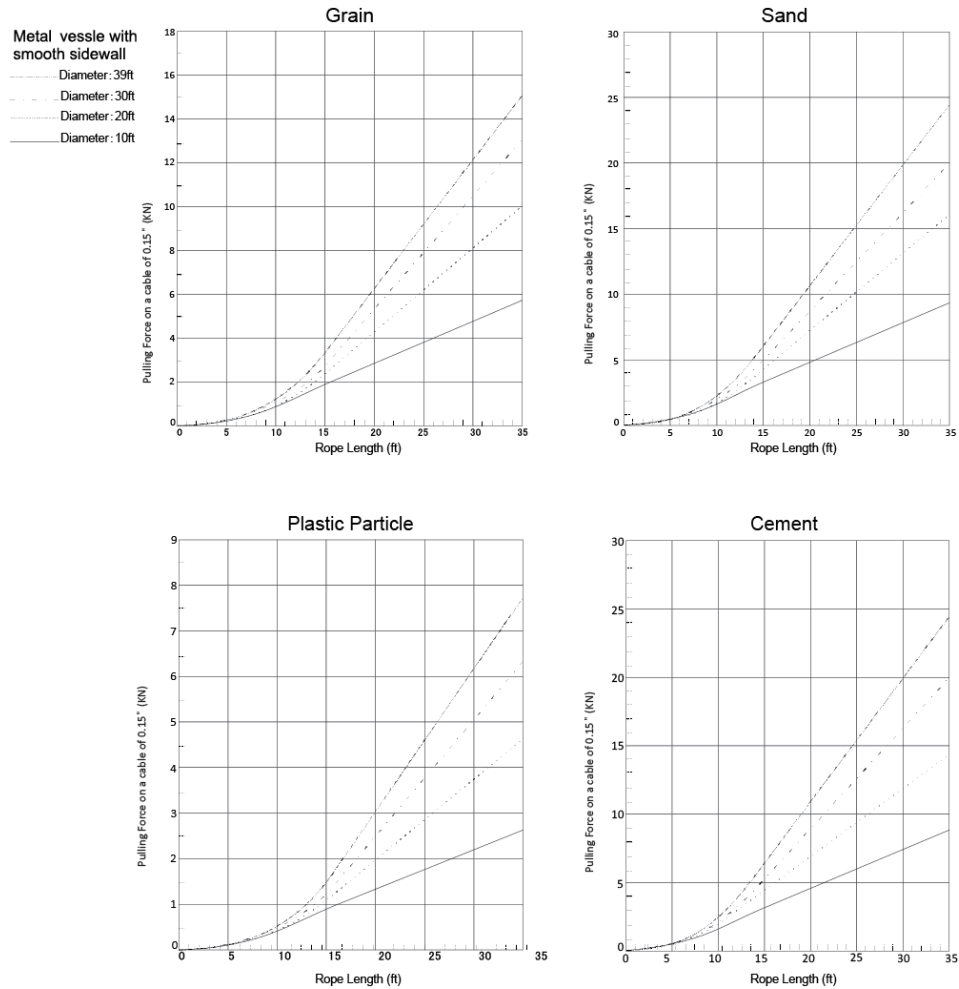 Grain
Sand
Metal vessle with
smooth sidewall
Diameter:39ft
Diameter:30ft
Diameter:20ft
Diameter:10ft
18
16
14
12
10
8
6
4
2
0
Pulling Force on a cable of 0.15" (KN)
0 5 10 15 20 25 30 35
Rope Length (ft)
30
25
20
15
10
5
0
Pulling Force on a cable of 0.15" (KN)
0 5 10 15 20 25 30 35
Rope Length (ft)
Plastic Particle
Cement
9
8
7
6
5
4
3
2
1
0
Pulling Force on a cable of 0.15" (KN)
0 5 10 15 20 25 30 35 35
Rope Length (ft)
30
25
20
15
10
5
0
Pulling Force on a cable of 0.15" (KN)
0 5 10 15 20 25 30 35
Rope Length (ft)